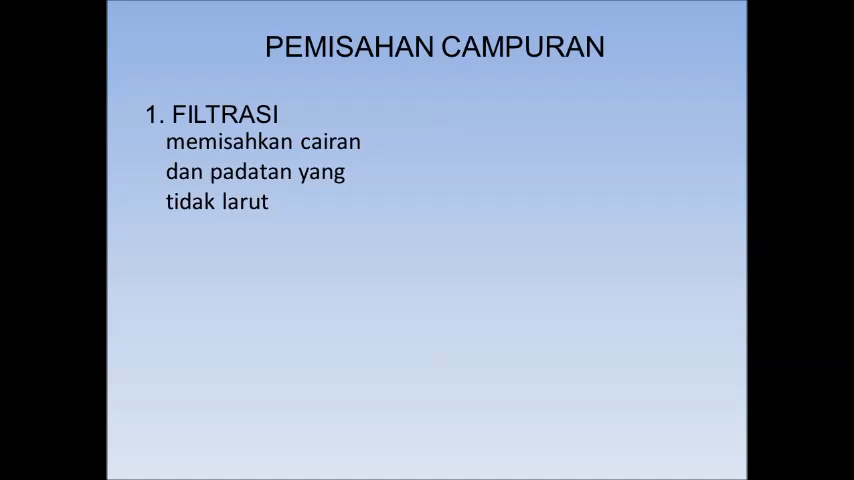 PEMISAHAN CAMPURAN
1. FILTRASI
memisahkan cairan
dan padatan yang
tidak larut